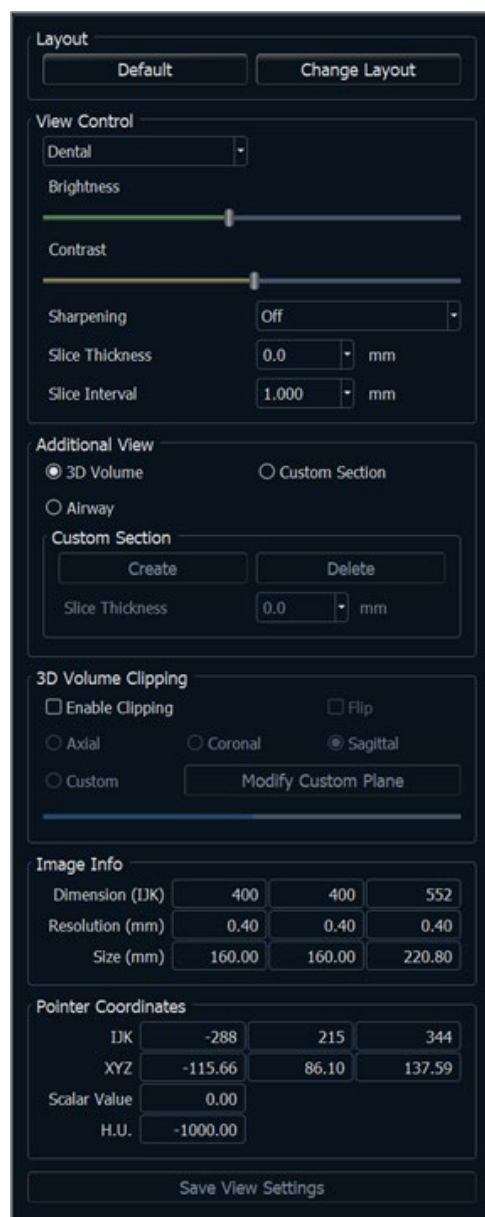 Layout
Default Change Layout
View Control
Dental
Brightness
Contrast
Sharpening Off
Slice Thickness 0.0 mm
Slice Interval 1.000 mm
Additional View
3D Volume Custom Section
Airway
Custom Section
Create Delete
Slice Thickness 0.0 mm
3D Volume Clipping
Enable Clipping Flip
Axial Coronal Sagittal
Custom Modify Custom Plane
Image Info
Dimension (IJK) 400 400 552
Resolution (mm) 0.40 0.40 0.40
Size (mm) 160.00 160.00 220.80
Pointer Coordinates
IJK -288 215 344
XYZ -115.66 86.10 137.59
Scalar Value 0.00
H.U. -1000.00
Save View Settings